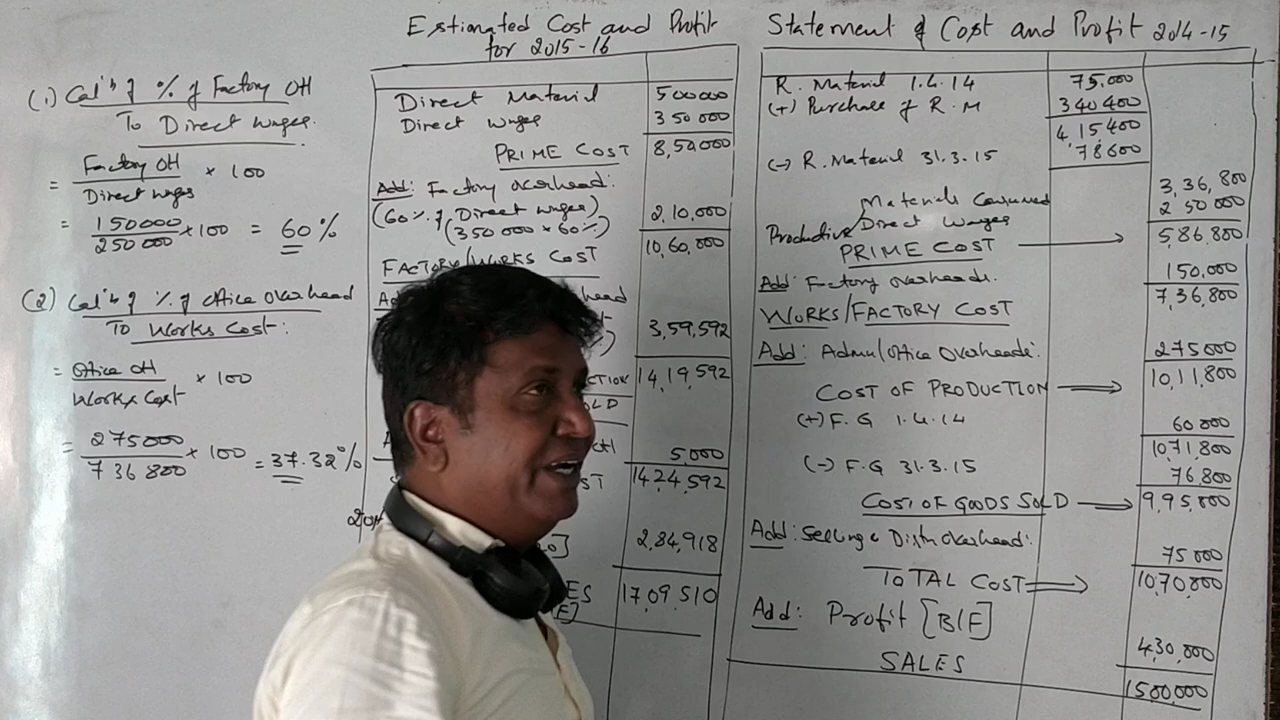 (1) Calⁿ of % of Factory OH
To Direct wages.
= Factory OH / Direct wages × 100
= 150000 / 250000 × 100 = 60%
(2) Calⁿ of % of office overhead
To Works Cost:
= Office OH / Works Cost × 100
= 275000 / 736800 × 100 = 37.32%
Estimated Cost and Profit
for 2015-16
Direct Material 500000
Direct wages 350000
PRIME COST 8,50,000
Add: Factory overhead:
(60% of Direct wages) 2,10,000
(350000 × 60%)
10,60,000
FACTORY/WORKS COST
head
3,59,592
14,19,592
5,000
14,24,592
2,84,918
17,09,510
Statement of Cost and Profit 2014-15
R. Material 1.4.14 75,000
(+) Purchase of R.M 340400
4,15400
(-) R. Material 31.3.15 78600
Materials Consumed 3,36,800
Productive Direct Wages 2,50000
PRIME COST 5,86,800
Add: Factory overheads. 150,000
WORKS/FACTORY COST 7,36,800
Add: Admn/office Overheads: 275000
COST OF PRODUCTION 10,11,800
(+) F.G 1.4.14 60000
10,71,800
(-) F.G 31.3.15 76,800
COST OF GOODS SOLD 9,95,000
Add: Selling & Distn Overhead: 75000
TOTAL COST 10,70,000
Add: Profit [B/F] 4,30,000
SALES 1500,000